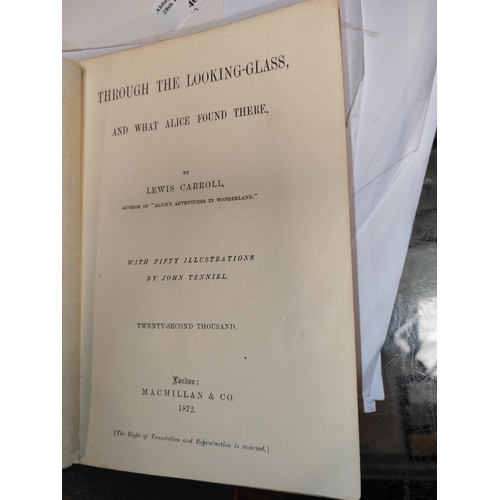 THROUGH THE LOOKING-GLASS,
AND WHAT ALICE FOUND THERE,
BY
LEWIS CARROLL,
AUTHOR OF "ALICE'S ADVENTURES IN WONDERLAND."
WITH FIFTY ILLUSTRATIONS
BY JOHN TENNIEL.
TWENTY-SECOND THOUSAND.
London:
MACMILLAN & CO.
1872.
[The Right of Translation and Reproduction is reserved.]